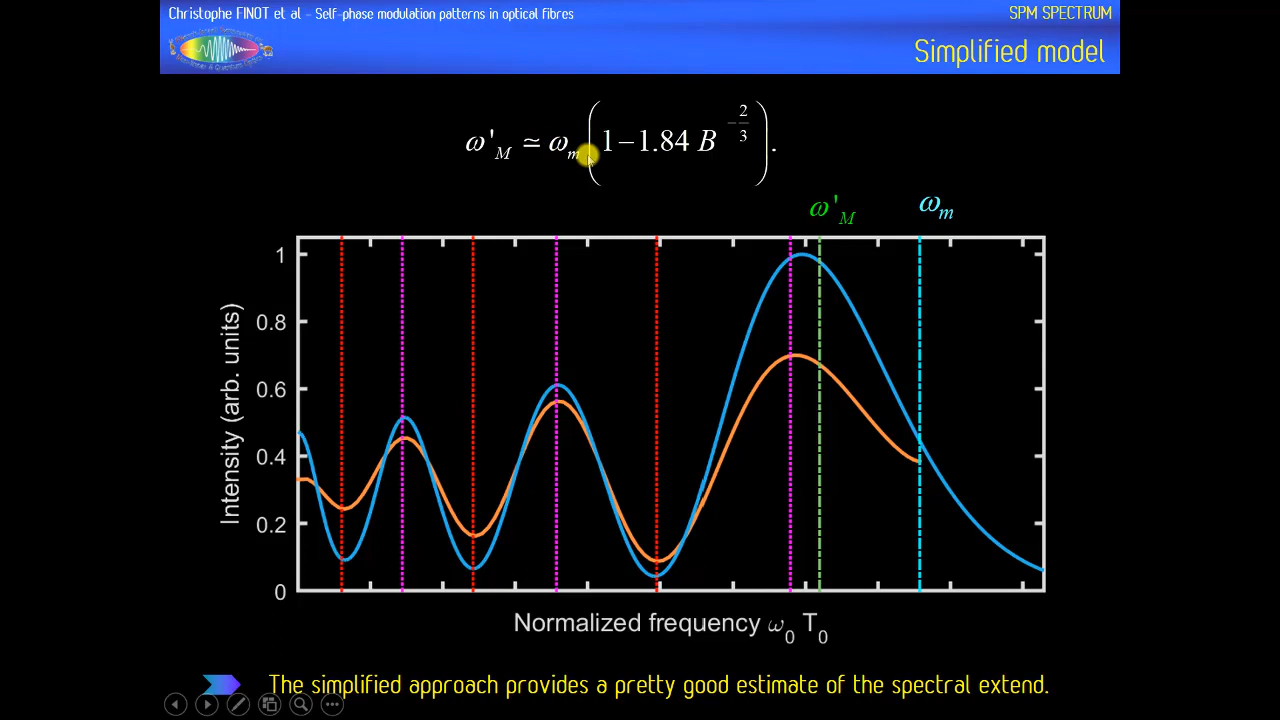 Christophe FINOT et al - Self-phase modulation patterns in optical fibres
SPM SPECTRUM
Simplified model
ω'M ≃ ωm (1 − 1.84 B^(−2/3)).
ω'M
ωm
1
0.8
0.6
0.4
0.2
0
Intensity (arb. units)
Normalized frequency ω0 T0
The simplified approach provides a pretty good estimate of the spectral extend.